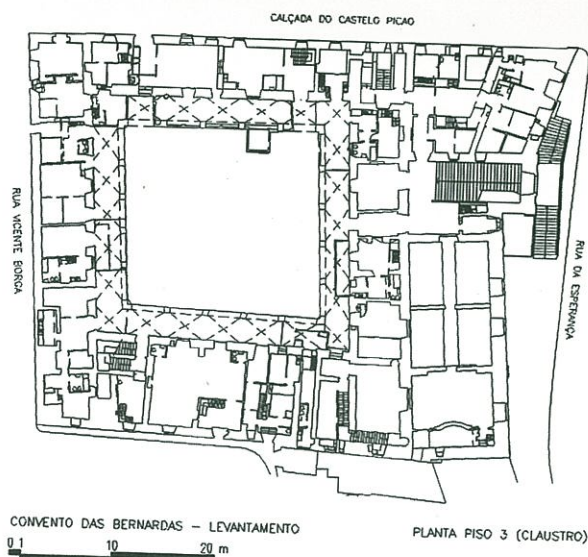 CALÇADA DO CASTELO PICAO
RUA VICENTE BORGA
RUA DA ESPERANÇA
CONVENTO DAS BERNARDAS – LEVANTAMENTO
0 1 10 20 m
PLANTA PISO 3 (CLAUSTRO)